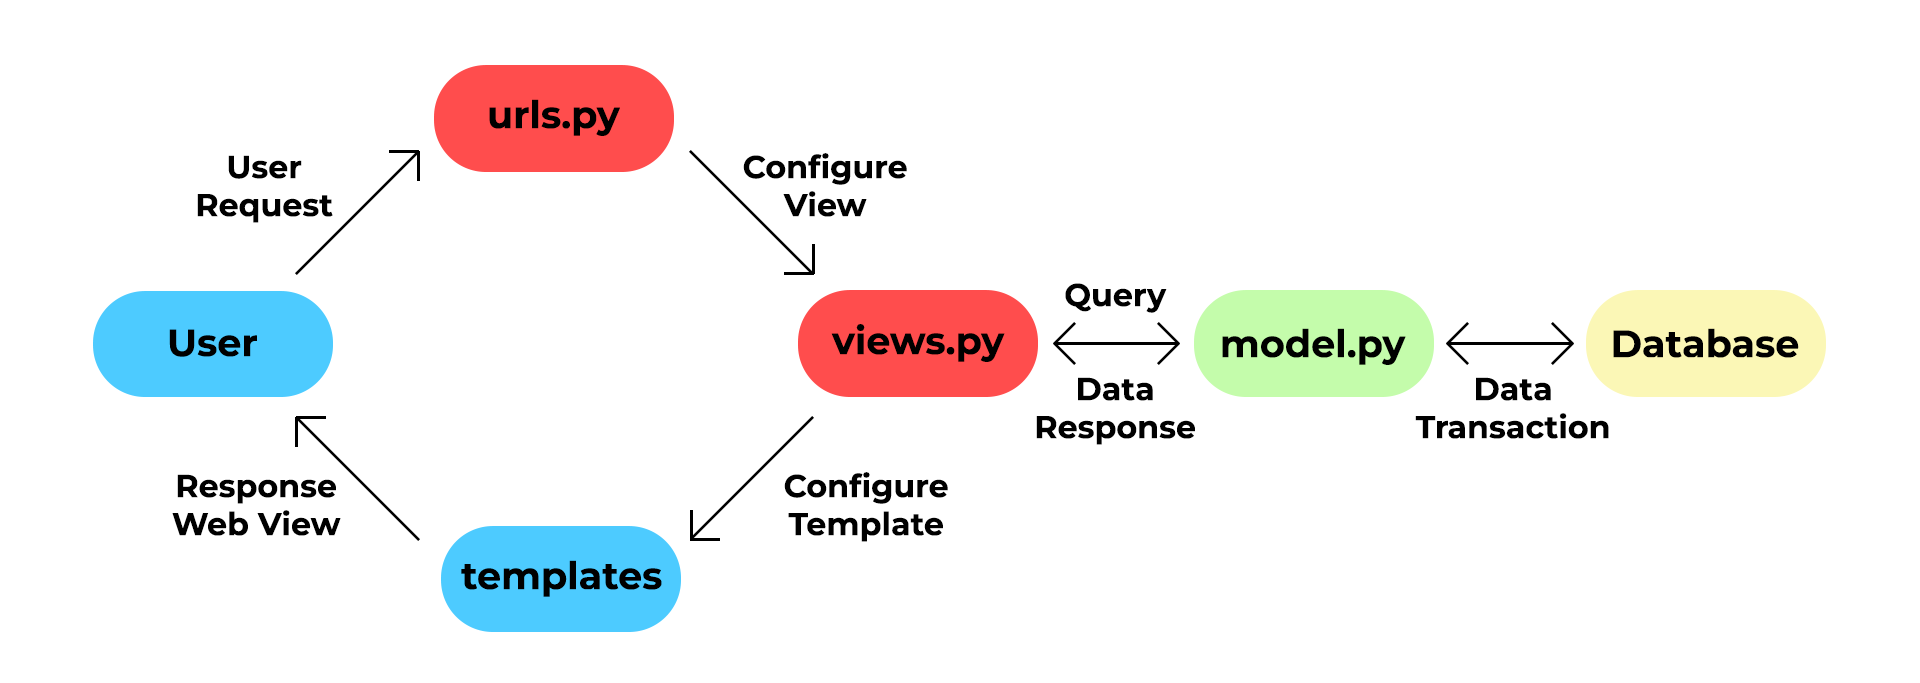 urls.py
User
Request
Configure
View
User
views.py
Query
Data
Response
model.py
Data
Transaction
Database
Response
Web View
templates
Configure
Template